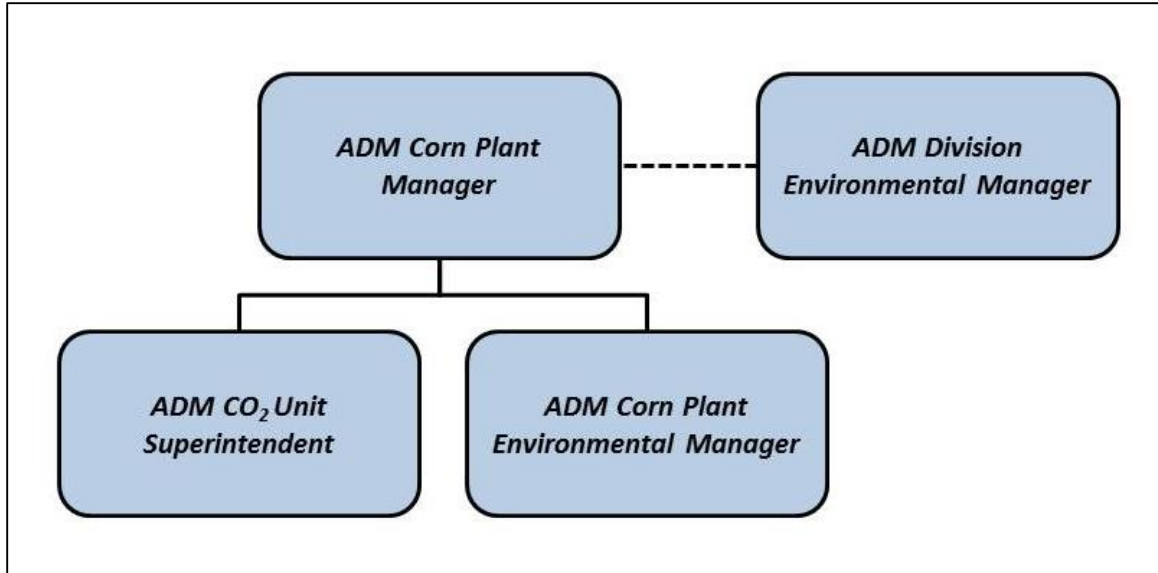 ADM Corn Plant
Manager
ADM Division
Environmental Manager
ADM CO₂ Unit
Superintendent
ADM Corn Plant
Environmental Manager